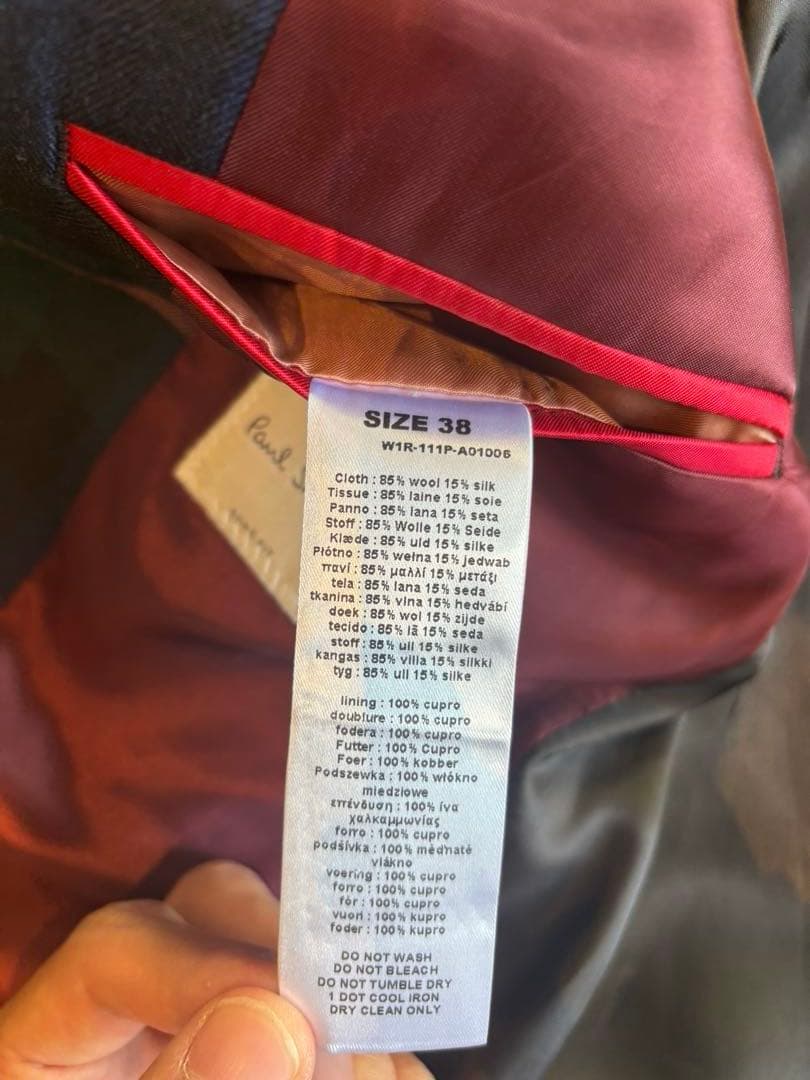 Paul S
SIZE 38
W1R-111P-A01006
Cloth : 85% wool 15% silk
Tissue : 85% laine 15% soie
Panno : 85% lana 15% seta
Stoff : 85% Wolle 15% Seide
Klæde : 85% uld 15% silke
Płótno : 85% wełna 15% jedwab
πανί : 85% μαλλί 15% μετάξι
tela : 85% lana 15% seda
tkanina : 85% vlna 15% hedvábí
doek : 85% wol 15% zijde
tecido : 85% lã 15% seda
stoff : 85% ull 15% silke
kangas : 85% villa 15% silkki
tyg : 85% ull 15% silke
lining : 100% cupro
doublure : 100% cupro
fodera : 100% cupro
Futter : 100% Cupro
Foer : 100% kobber
Podszewka : 100% włókno
miedziowe
επένδυση : 100% ίνα
χαλκαμμωνίας
forro : 100% cupro
podšívka : 100% měďnaté
vlákno
voering : 100% cupro
forro : 100% cupro
fór : 100% cupro
vuori : 100% kupro
foder : 100% kupro
DO NOT WASH
DO NOT BLEACH
DO NOT TUMBLE DRY
1 DOT COOL IRON
DRY CLEAN ONLY